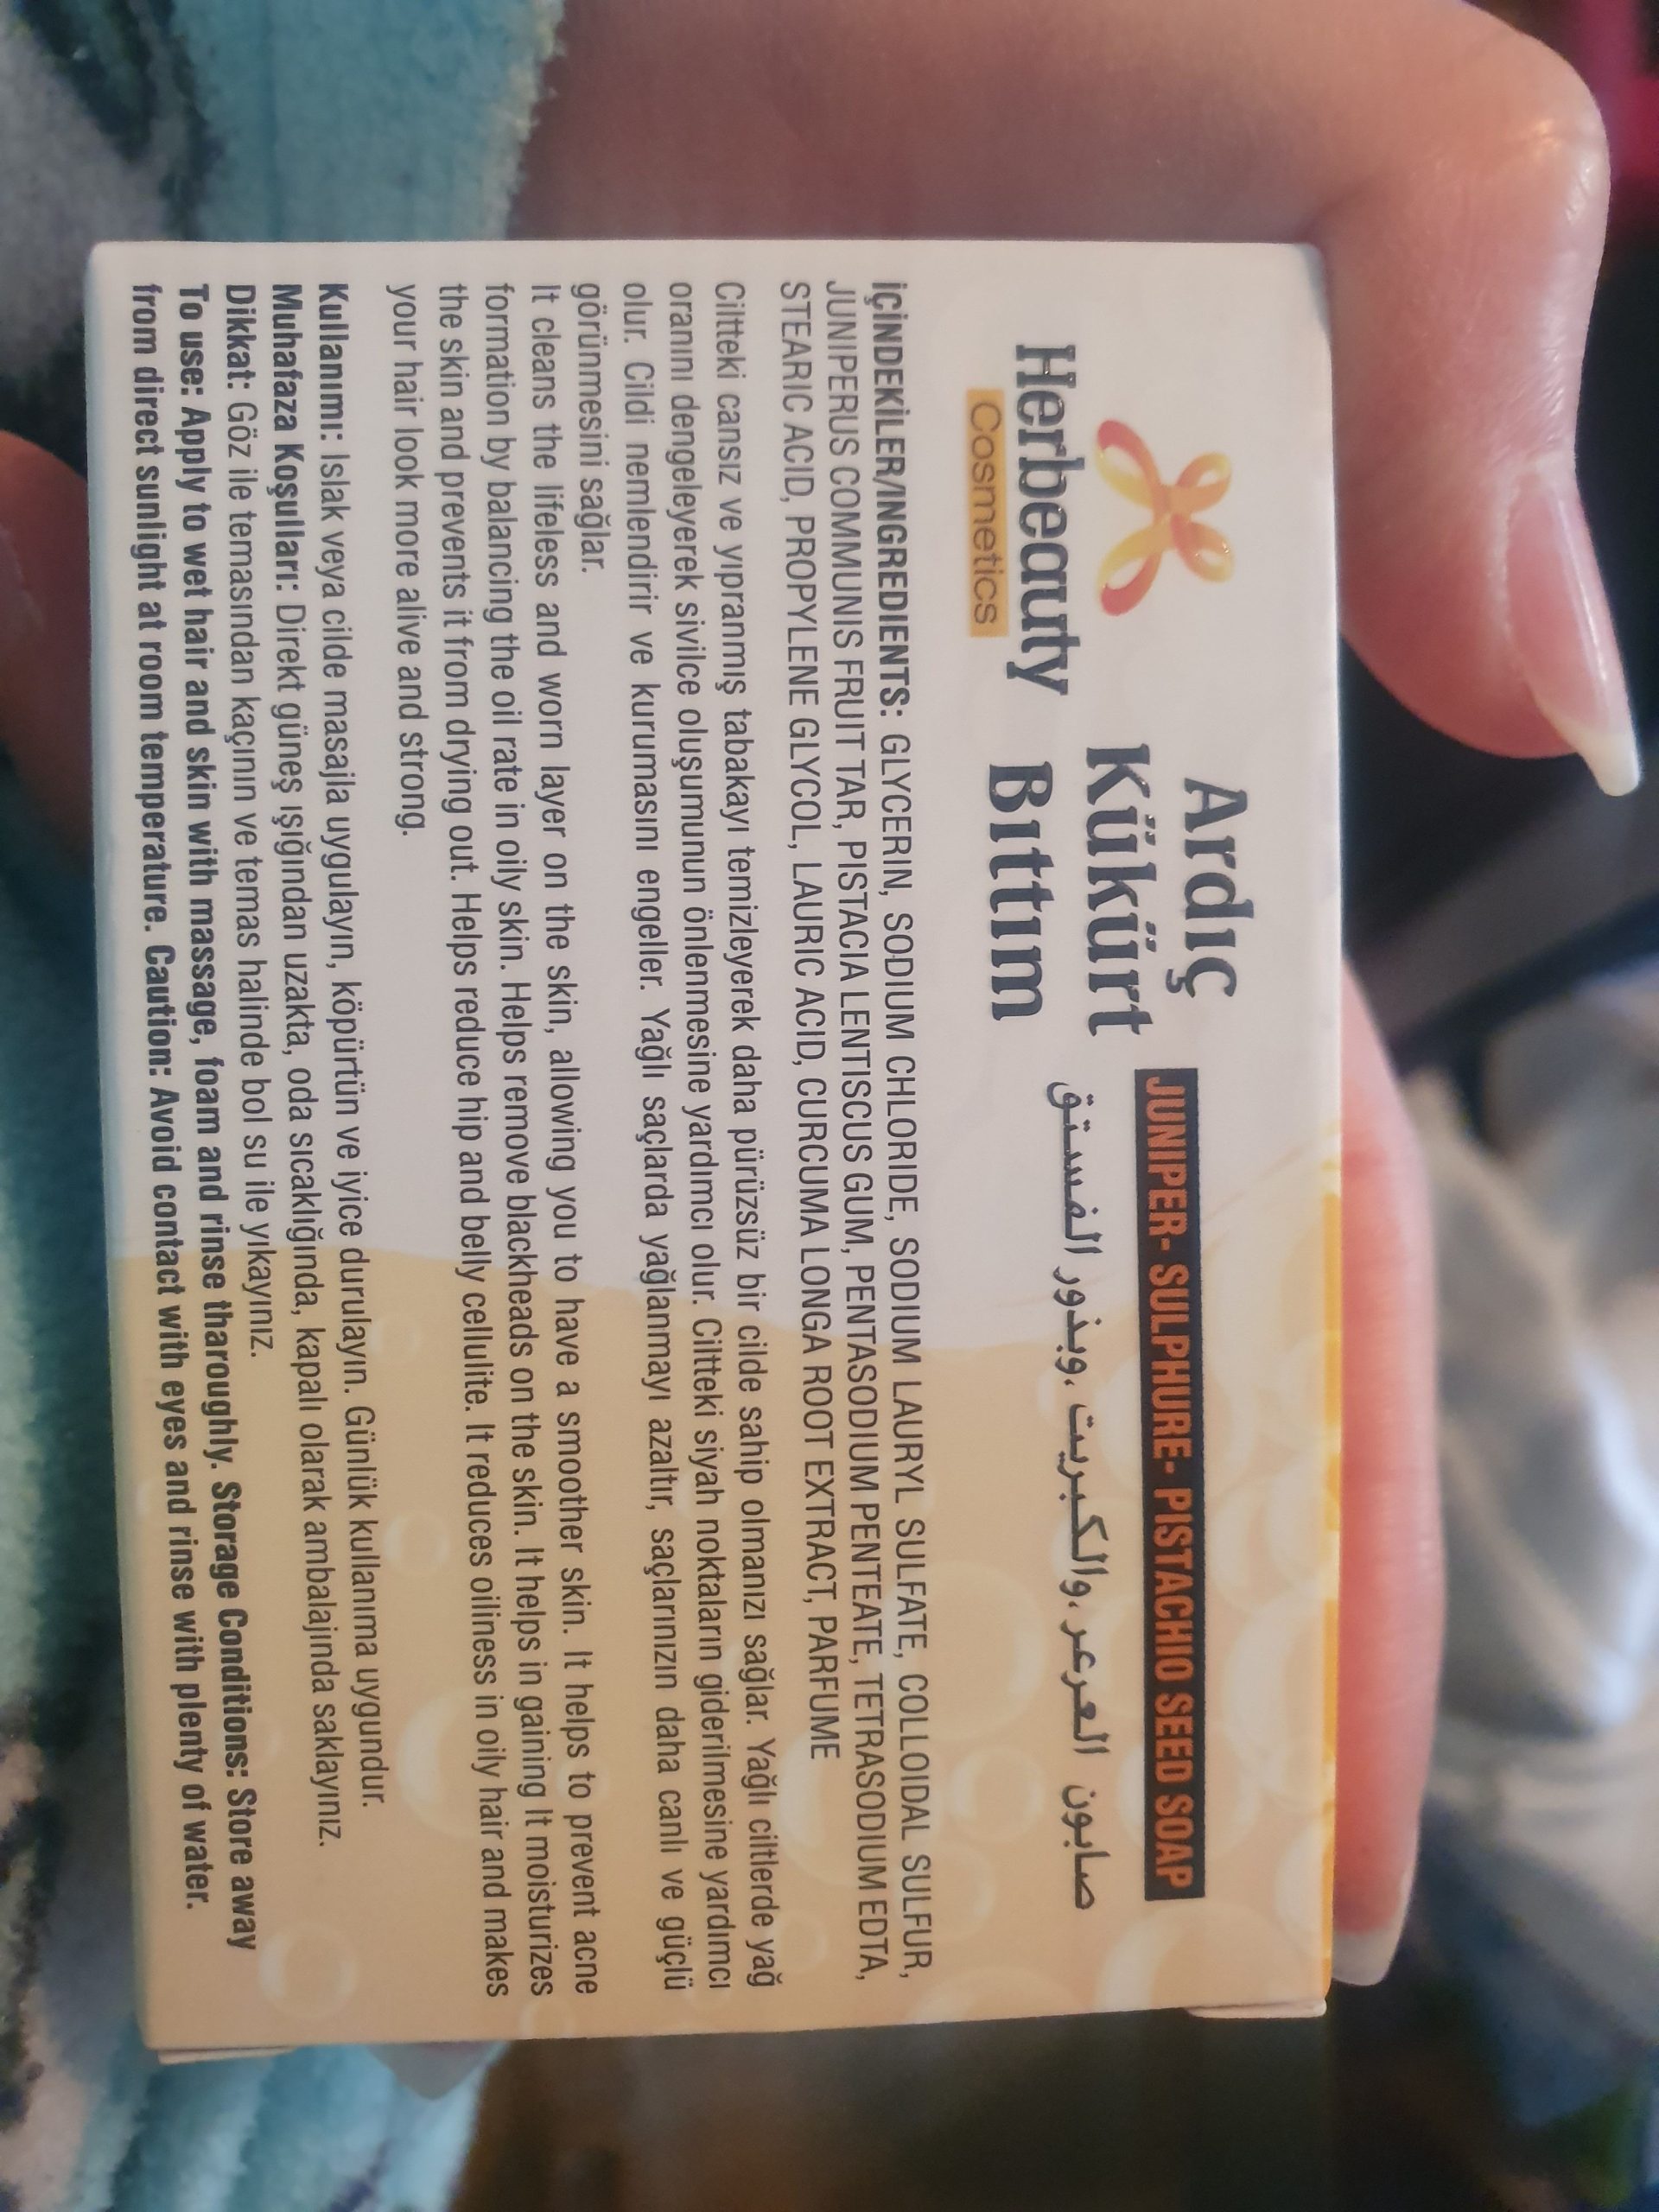 Herbeauty
Cosmetics
Ardıç
Kükürt
Bıttım
JUNIPER- SULPHURE- PISTACHIO SEED SOAP
صابون العرعر ،والكبريت ،وبذور الفستق
İÇİNDEKİLER/INGREDIENTS: GLYCERIN, SODIUM CHLORIDE, SODIUM LAURYL SULFATE, COLLOIDAL SULFUR,
JUNIPERUS COMMUNIS FRUIT TAR, PISTACIA LENTISCUS GUM, PENTASODIUM PENTEATE, TETRASODIUM EDTA,
STEARIC ACID, PROPYLENE GLYCOL, LAURIC ACID, CURCUMA LONGA ROOT EXTRACT, PARFUME
Ciltteki cansız ve yıpranmış tabakayı temizleyerek daha pürüzsüz bir cilde sahip olmanızı sağlar. Yağlı ciltlerde yağ
oranını dengeleyerek sivilce oluşumunun önlenmesine yardımcı olur. Ciltteki siyah noktaların giderilmesine yardımcı
olur. Cildi nemlendirir ve kurumasını engeller. Yağlı saçlarda yağlanmayı azaltır, saçlarınızın daha canlı ve güçlü
görünmesini sağlar.
It cleans the lifeless and worn layer on the skin, allowing you to have a smoother skin. It helps to prevent acne
formation by balancing the oil rate in oily skin. Helps remove blackheads on the skin. It helps in gaining It moisturizes
the skin and prevents it from drying out. Helps reduce hip and belly cellulite. It reduces oiliness in oily hair and makes
your hair look more alive and strong.
Kullanımı: Islak veya cilde masajla uygulayın, köpürtün ve iyice durulayın. Günlük kullanıma uygundur.
Muhafaza Koşulları: Direkt güneş ışığından uzakta, oda sıcaklığında, kapalı olarak ambalajında saklayınız.
Dikkat: Göz ile temasından kaçının ve temas halinde bol su ile yıkayınız.
To use: Apply to wet hair and skin with massage, foam and rinse tharoughly. Storage Conditions: Store away
from direct sunlight at room temperature. Caution: Avoid contact with eyes and rinse with plenty of water.